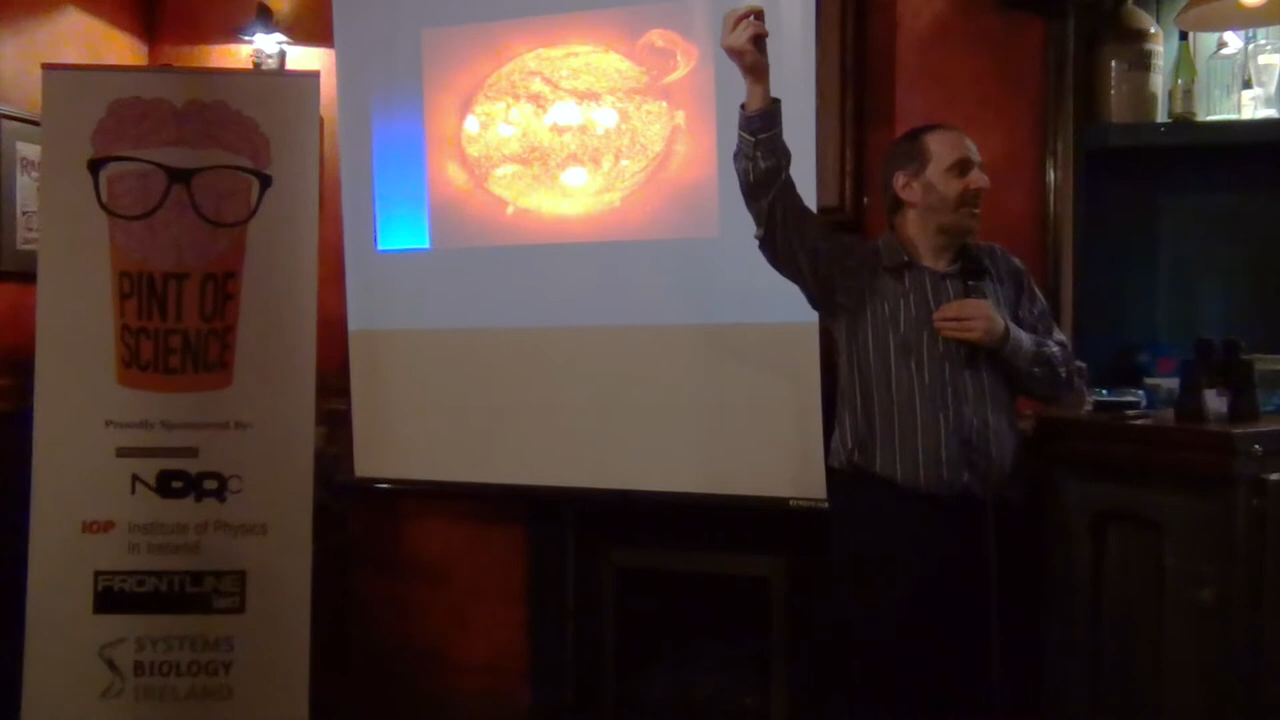 PINT OF
SCIENCE
Proudly Sponsored By:
NDRC
IOP Institute of Physics
in Ireland
FRONTLINE
SYSTEMS
BIOLOGY
IRELAND